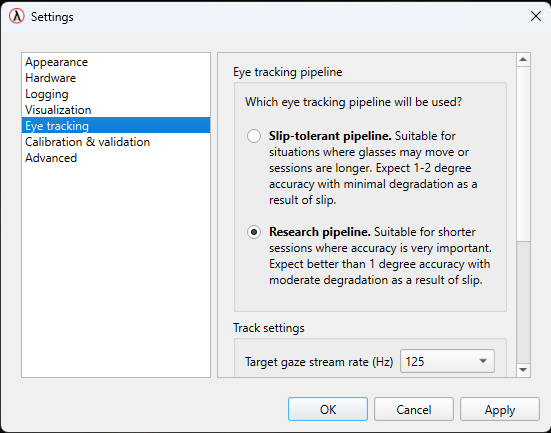 Settings
Appearance
Hardware
Logging
Visualization
Eye tracking
Calibration & validation
Advanced
Eye tracking pipeline
Which eye tracking pipeline will be used?
Slip-tolerant pipeline. Suitable for
situations where glasses may move or
sessions are longer. Expect 1-2 degree
accuracy with minimal degradation as a
result of slip.
Research pipeline. Suitable for shorter
sessions where accuracy is very important.
Expect better than 1 degree accuracy with
moderate degradation as a result of slip.
Track settings
Target gaze stream rate (Hz) 125
OK Cancel Apply